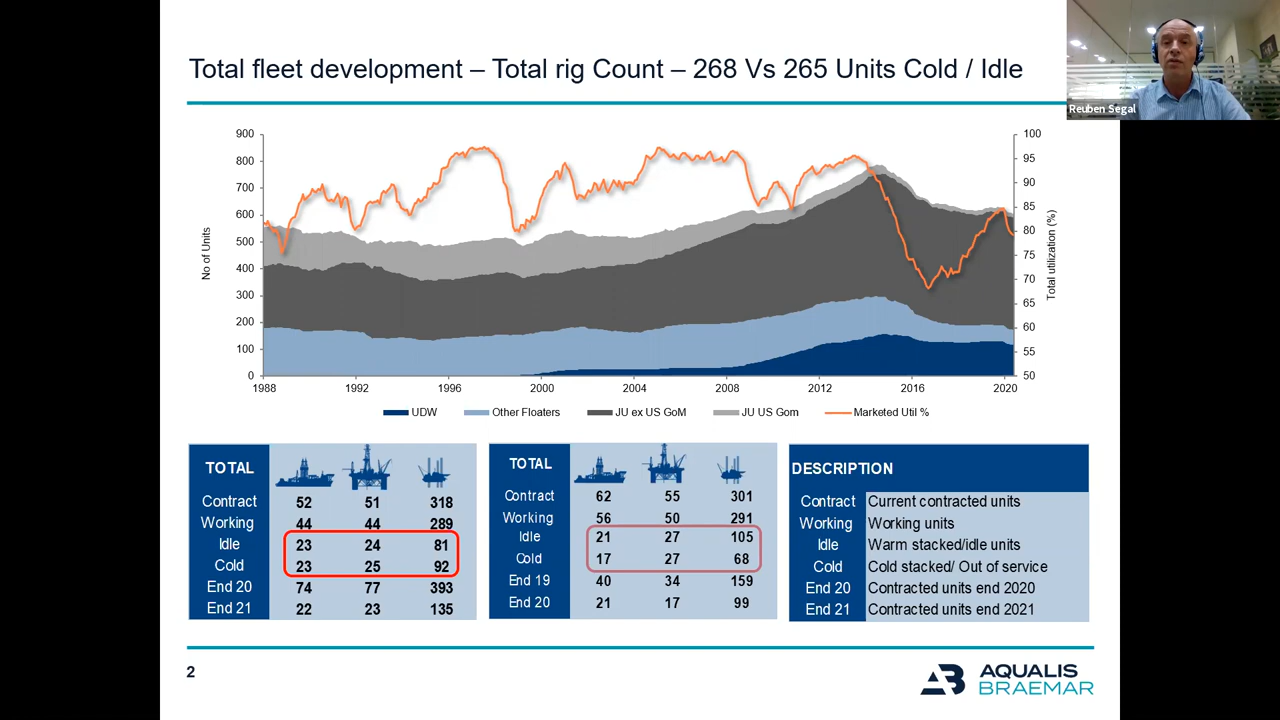 Total fleet development – Total rig Count – 268 Vs 265 Units Cold / Idle
Reuben Segal
900
800
700
600
500
400
300
200
100
0
No of Units
100
95
90
85
80
75
70
65
60
55
50
Total utilization (%)
1988 1992 1996 2000 2004 2008 2012 2016 2020
UDW Other Floaters JU ex US GoM JU US Gom Marketed Util %
TOTAL
Contract 52 51 318
Working 44 44 289
Idle 23 24 81
Cold 23 25 92
End 20 74 77 393
End 21 22 23 135
TOTAL
Contract 62 55 301
Working 56 50 291
Idle 21 27 105
Cold 17 27 68
End 19 40 34 159
End 20 21 17 99
DESCRIPTION
Contract Current contracted units
Working Working units
Idle Warm stacked/idle units
Cold Cold stacked/ Out of service
End 20 Contracted units end 2020
End 21 Contracted units end 2021
2
AQUALIS
BRAEMAR